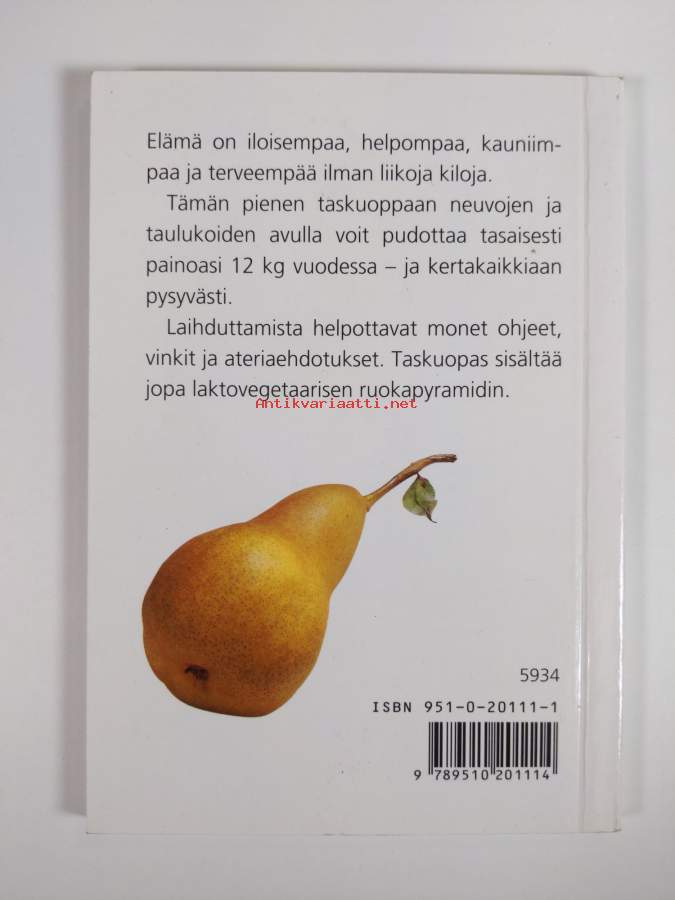 Elämä on iloisempaa, helpompaa, kauniim-
paa ja terveempää ilman liikoja kiloja.
Tämän pienen taskuoppaan neuvojen ja
taulukoiden avulla voit pudottaa tasaisesti
painoasi 12 kg vuodessa – ja kertakaikkiaan
pysyvästi.
Laihduttamista helpottavat monet ohjeet,
vinkit ja ateriaehdotukset. Taskuopas sisältää
jopa laktovegetaarisen ruokapyramidin.
Antikvariaatti.net
5934
ISBN 951-0-20111-1
9 789510 201114